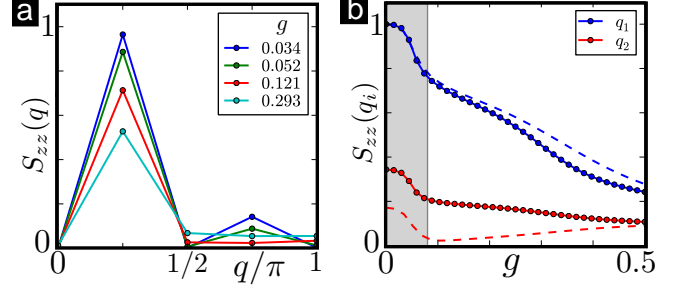 a
1
g
0.034
0.052
0.121
0.293
S_{zz}(q)
0
0
1/2
q/π
1
b
1
q_1
q_2
S_{zz}(q_i)
0
0
g
0.5